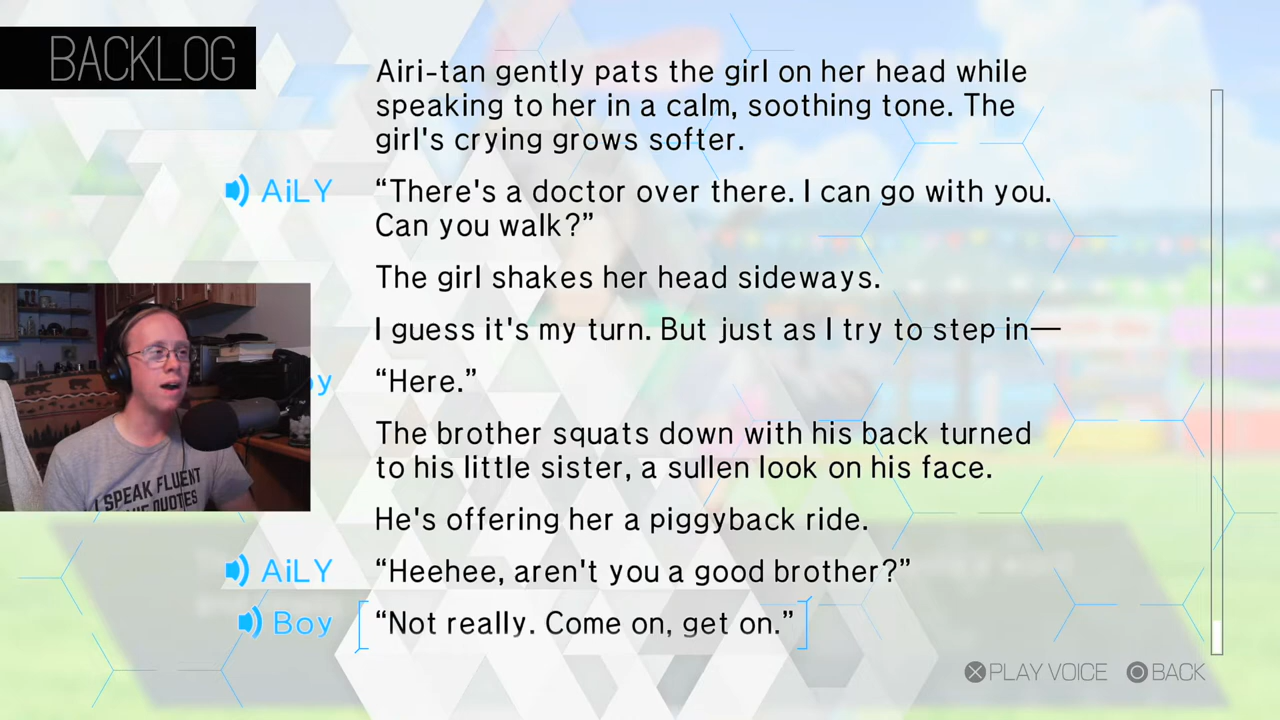 BACKLOG
Airi-tan gently pats the girl on her head while
speaking to her in a calm, soothing tone. The
girl's crying grows softer.
AiLY “There's a doctor over there. I can go with you.
Can you walk?”
The girl shakes her head sideways.
I guess it's my turn. But just as I try to step in—
“Here.”
The brother squats down with his back turned
to his little sister, a sullen look on his face.
He's offering her a piggyback ride.
AiLY “Heehee, aren't you a good brother?”
Boy “Not really. Come on, get on.”
PLAY VOICE BACK
I SPEAK FLUENT
QUOTES